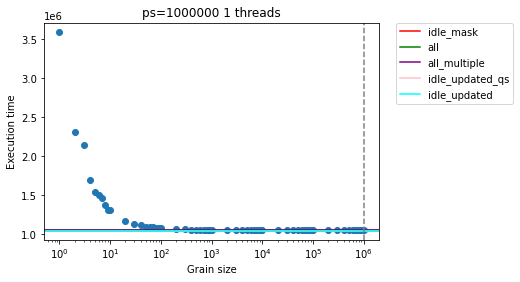 ps=1000000 1 threads
1e6
3.5
3.0
2.5
2.0
1.5
1.0
Execution time
10^0
10^1
10^2
10^3
10^4
10^5
10^6
Grain size
idle_mask
all
all_multiple
idle_updated_qs
idle_updated